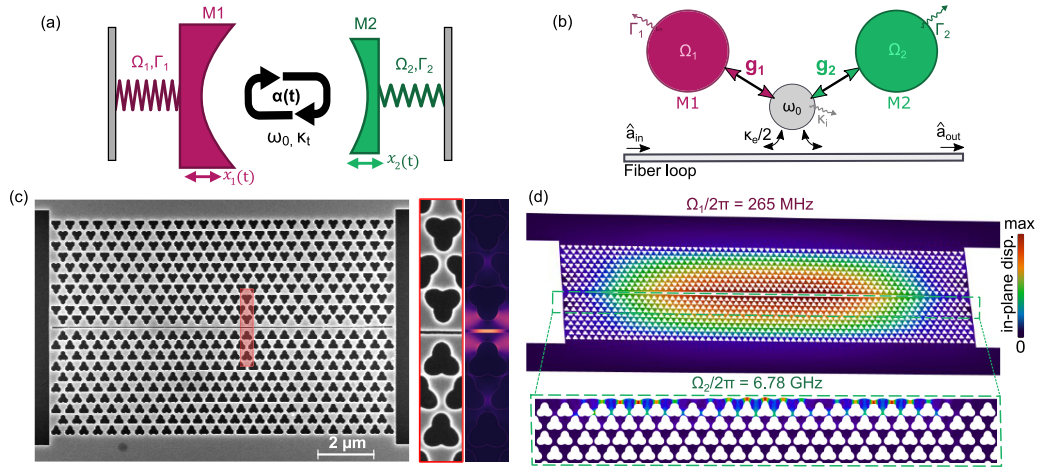 (a)
M1
M2
Ω₁,Γ₁
α(t)
Ω₂,Γ₂
ω₀, κₜ
x₁(t)
x₂(t)
(b)
Γ₁
Γ₂
Ω₁
Ω₂
g₁
g₂
M1
M2
ω₀
κᵢ
âᵢₙ
κₑ/2
âₒᵤₜ
Fiber loop
(c)
2 μm
(d)
Ω₁/2π = 265 MHz
max
in-plane disp.
0
Ω₂/2π = 6.78 GHz